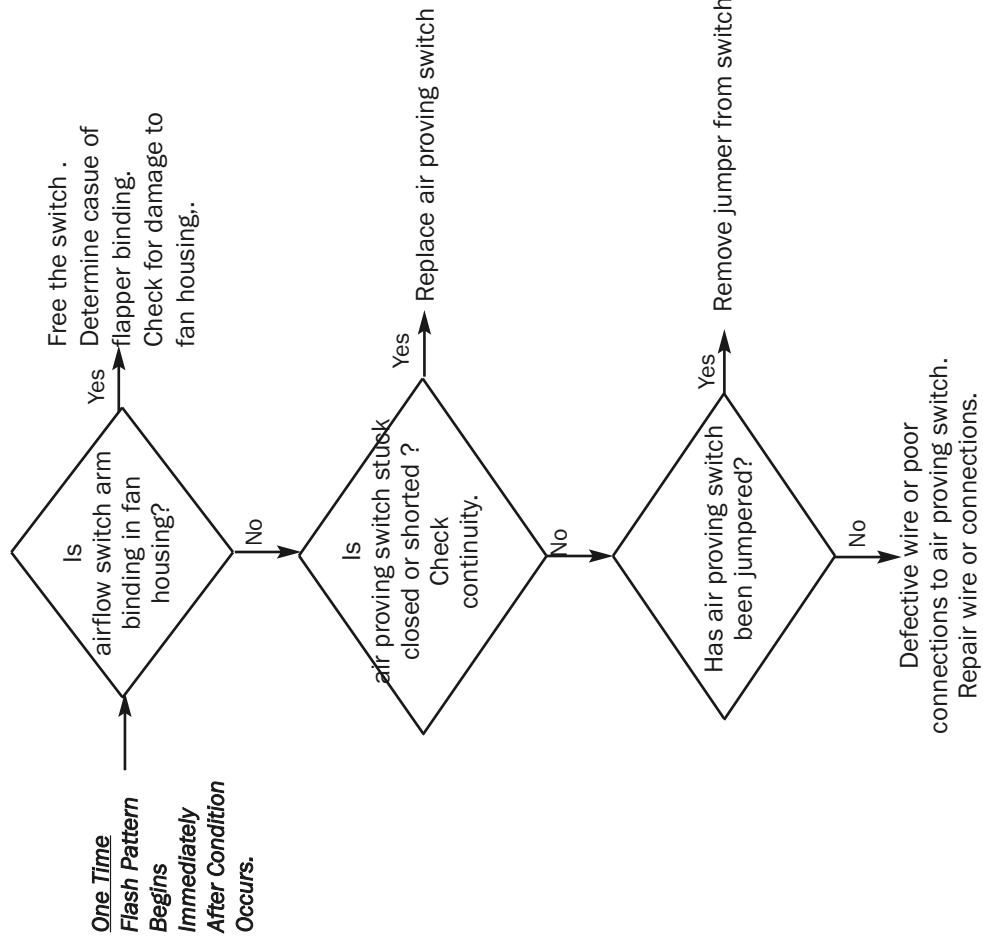 One Time
Flash Pattern
Begins
Immediately
After Condition
Occurs.
Is
airflow switch arm
binding in fan
housing?
Yes
Free the switch .
Determine casue of
flapper binding.
Check for damage to
fan housing,.
No
Is
air proving switch stuck
closed or shorted ?
Check
continuity.
Yes
Replace air proving switch
No
Has air proving switch
been jumpered?
Yes
Remove jumper from switch
No
Defective wire or poor
connections to air proving switch.
Repair wire or connections.